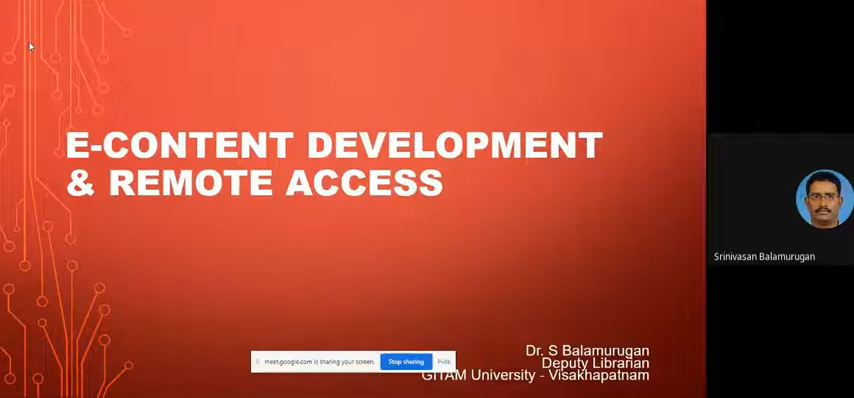 E-CONTENT DEVELOPMENT
& REMOTE ACCESS
Srinivasan Balamurugan
Dr. S Balamurugan
Deputy Librarian
GITAM University - Visakhapatnam
meet.google.com is sharing your screen.
Stop sharing
Hide